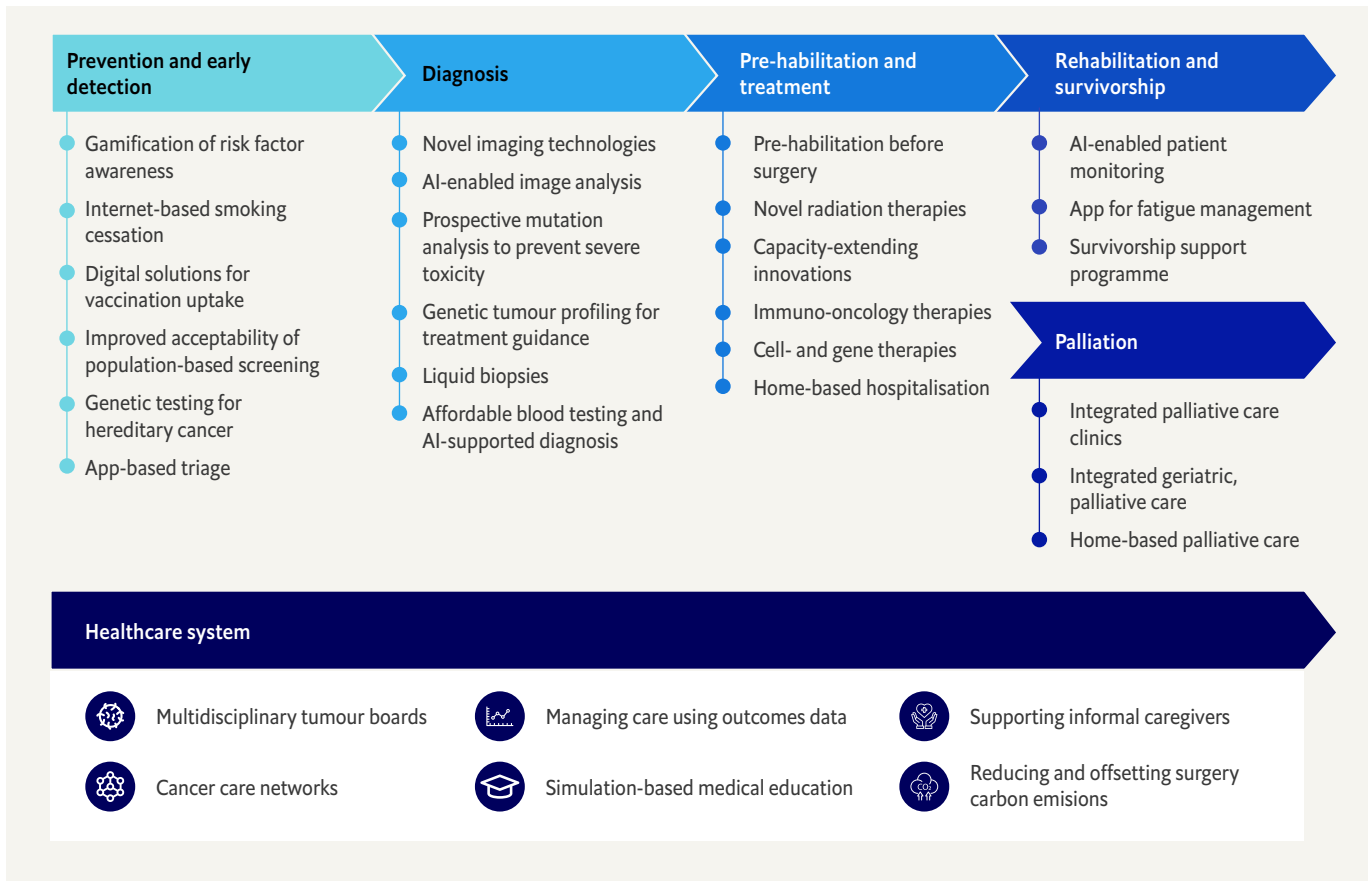 Prevention and early
detection
Gamification of risk factor
awareness
Internet-based smoking
cessation
Digital solutions for
vaccination uptake
Improved acceptability of
population-based screening
Genetic testing for
hereditary cancer
App-based triage
Diagnosis
Novel imaging technologies
AI-enabled image analysis
Prospective mutation
analysis to prevent severe
toxicity
Genetic tumour profiling for
treatment guidance
Liquid biopsies
Affordable blood testing and
AI-supported diagnosis
Pre-habilitation and
treatment
Pre-habilitation before
surgery
Novel radiation therapies
Capacity-extending
innovations
Immuno-oncology therapies
Cell- and gene therapies
Home-based hospitalisation
Rehabilitation and
survivorship
AI-enabled patient
monitoring
App for fatigue management
Survivorship support
programme
Palliation
Integrated palliative care
clinics
Integrated geriatric,
palliative care
Home-based palliative care
Healthcare system
Multidisciplinary tumour boards
Cancer care networks
Managing care using outcomes data
Simulation-based medical education
Supporting informal caregivers
CO₂
Reducing and offsetting surgery
carbon emisions